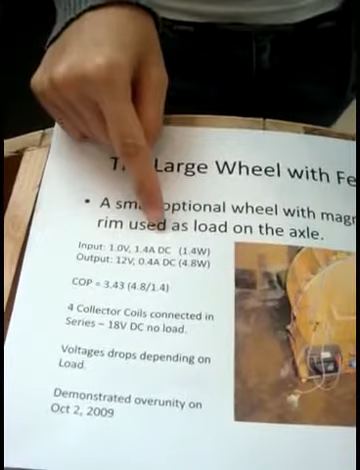 Large Wheel with Fe
• A optional wheel with magn
rim used as load on the axle.
Input: 1.0V, 1.4A DC (1.4W)
Output: 12V, 0.4A DC (4.8W)
COP = 3.43 (4.8/1.4)
4 Collector Coils connected in
Series – 18V DC no load.
Voltages drops depending on
Load.
Demonstrated overunity on
Oct 2, 2009